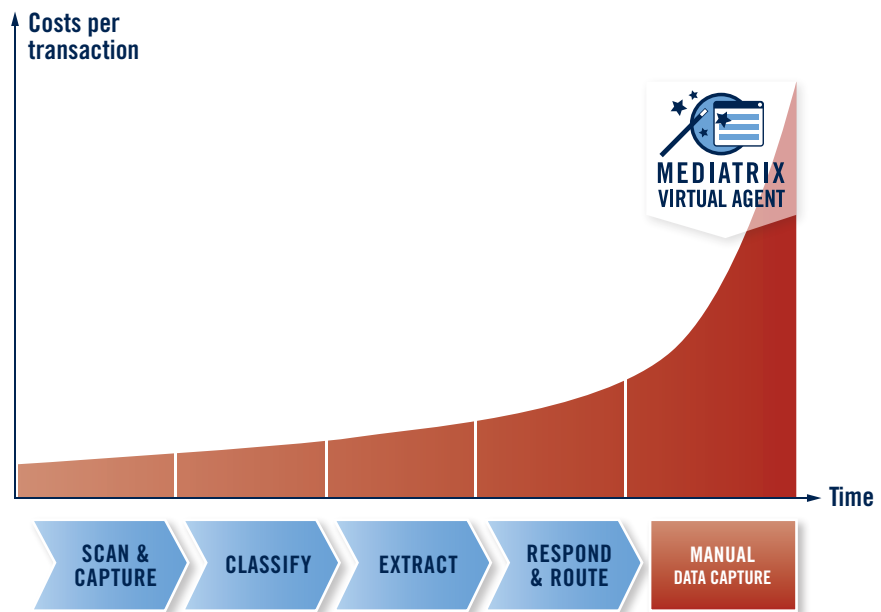 Costs per
transaction
MEDIATRIX
VIRTUAL AGENT
Time
SCAN &
CAPTURE
CLASSIFY
EXTRACT
RESPOND
& ROUTE
MANUAL
DATA CAPTURE